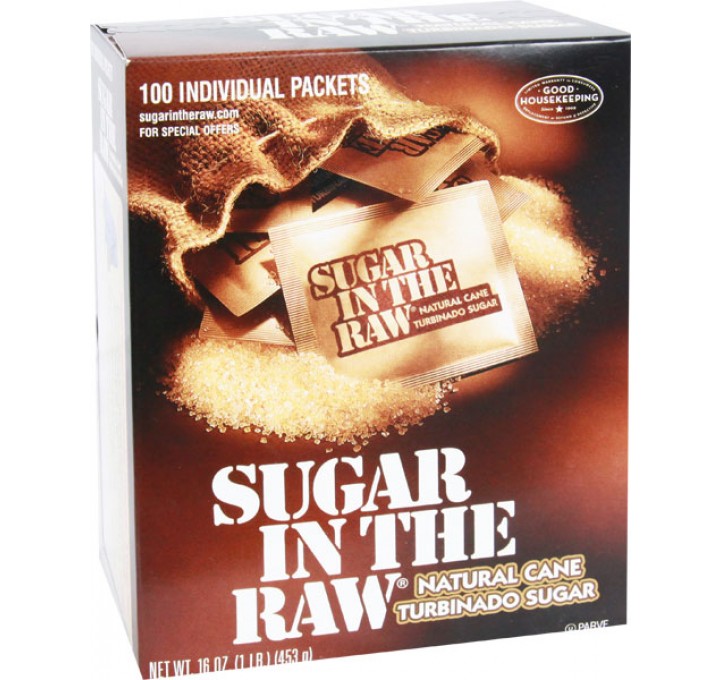 100 INDIVIDUAL PACKETS
sugarintheraw.com
FOR SPECIAL OFFERS
GOOD
HOUSEKEEPING
SUGAR
IN THE
RAW® NATURAL CANE
TURBINADO SUGAR
SUGAR
IN THE
RAW® NATURAL CANE
TURBINADO SUGAR
U PARVE
NET WT. 16 OZ (1 LB) (453 g)